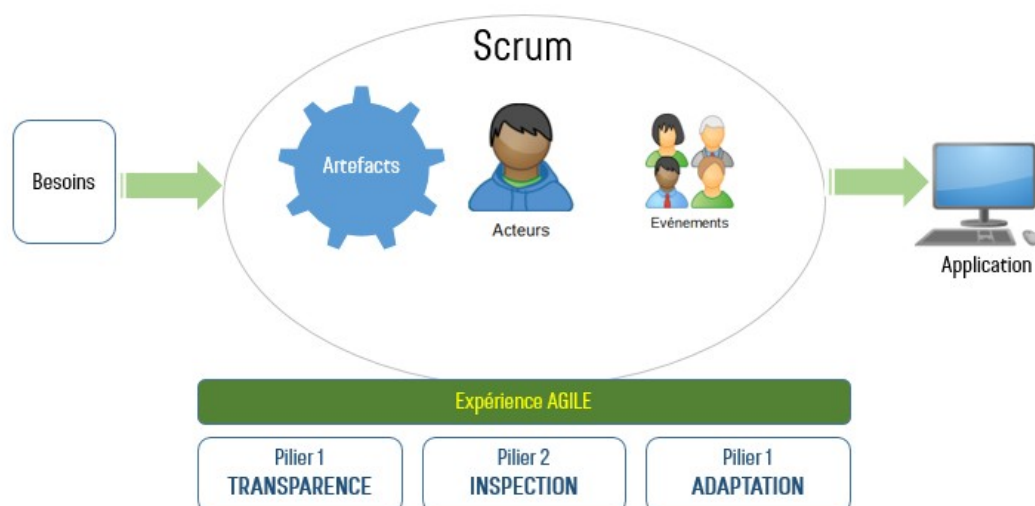 Scrum
Besoins
Artefacts
Acteurs
Evénements
Application
Expérience AGILE
Pilier 1
TRANSPARENCE
Pilier 2
INSPECTION
Pilier 1
ADAPTATION